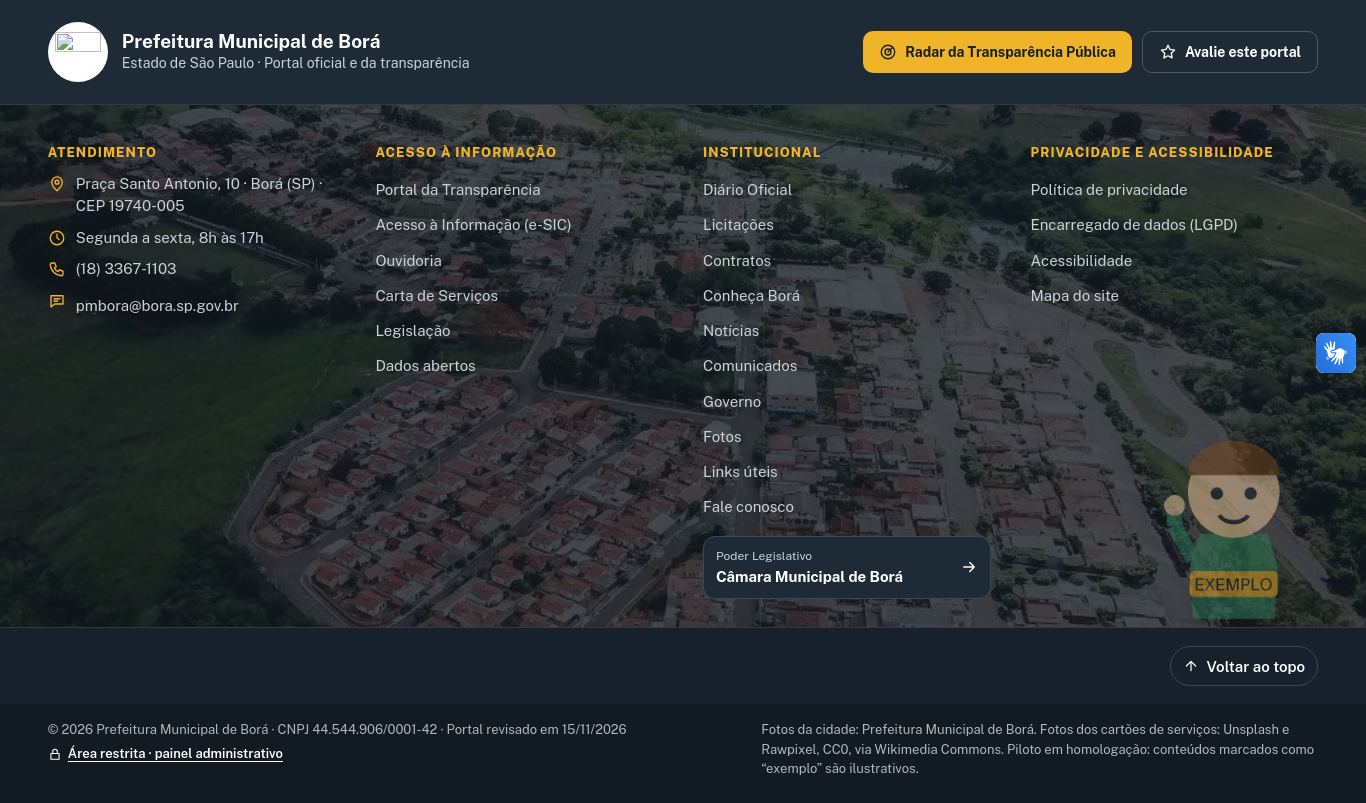 Prefeitura Municipal de Borá
Estado de São Paulo · Portal oficial e da transparência
Radar da Transparência Pública
Avalie este portal
ATENDIMENTO
Praça Santo Antonio, 10 · Borá (SP) ·
CEP 19740-005
Segunda a sexta, 8h às 17h
(18) 3367-1103
pmbora@bora.sp.gov.br
ACESSO À INFORMAÇÃO
Portal da Transparência
Acesso à Informação (e-SIC)
Ouvidoria
Carta de Serviços
Legislação
Dados abertos
INSTITUCIONAL
Diário Oficial
Licitações
Contratos
Conheça Borá
Notícias
Comunicados
Governo
Fotos
Links úteis
Fale conosco
Poder Legislativo
Câmara Municipal de Borá
PRIVACIDADE E ACESSIBILIDADE
Política de privacidade
Encarregado de dados (LGPD)
Acessibilidade
Mapa do site
EXEMPLO
Voltar ao topo
© 2026 Prefeitura Municipal de Borá · CNPJ 44.544.906/0001-42 · Portal revisado em 15/11/2026
Área restrita · painel administrativo
Fotos da cidade: Prefeitura Municipal de Borá. Fotos dos cartões de serviços: Unsplash e
Rawpixel, CC0, via Wikimedia Commons. Piloto em homologação: conteúdos marcados como
“exemplo” são ilustrativos.